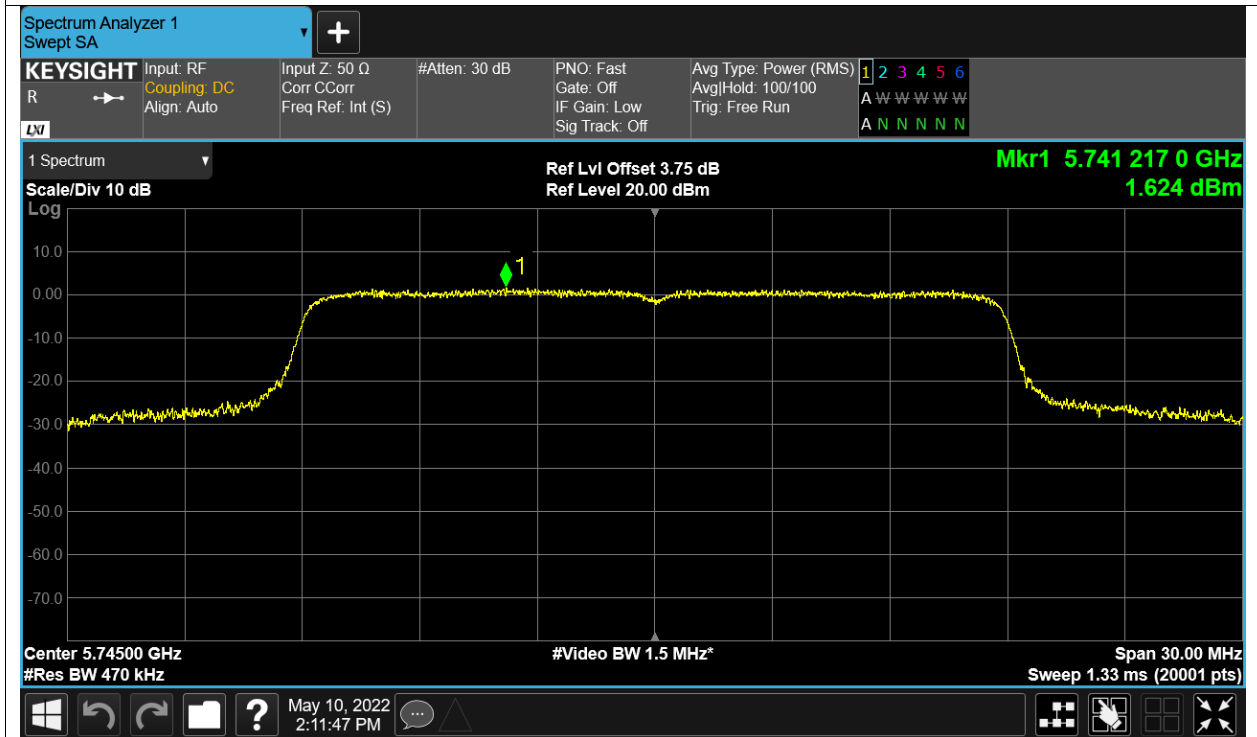 Spectrum Analyzer 1
Swept SA
+
KEYSIGHT
R
LXI
Input: RF
Coupling: DC
Align: Auto
Input Z: 50 Ω
Corr CCorr
Freq Ref: Int (S)
#Atten: 30 dB
PNO: Fast
Gate: Off
IF Gain: Low
Sig Track: Off
Avg Type: Power (RMS)
Avg|Hold: 100/100
Trig: Free Run
1 2 3 4 5 6
A W W W W W
A N N N N N
1 Spectrum
Scale/Div 10 dB
Log
Ref Lvl Offset 3.75 dB
Ref Level 20.00 dBm
Mkr1 5.741 217 0 GHz
1.624 dBm
1
10.0
0.00
-10.0
-20.0
-30.0
-40.0
-50.0
-60.0
-70.0
Center 5.74500 GHz
#Res BW 470 kHz
#Video BW 1.5 MHz*
Span 30.00 MHz
Sweep 1.33 ms (20001 pts)
?
May 10, 2022
2:11:47 PM